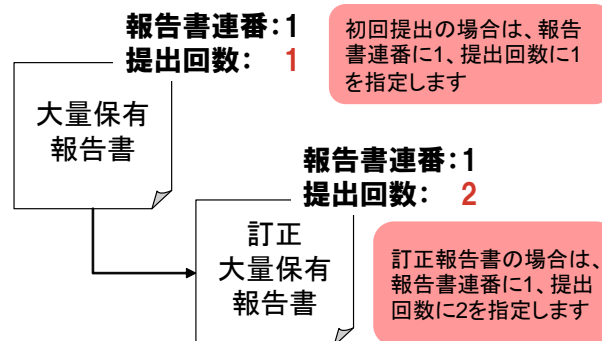 報告書連番:1
提出回数: 1
初回提出の場合は、報告
書連番に1、提出回数に1
を指定します
大量保有
報告書
報告書連番:1
提出回数: 2
訂正
大量保有
報告書
訂正報告書の場合は、
報告書連番に1、提出
回数に2を指定します